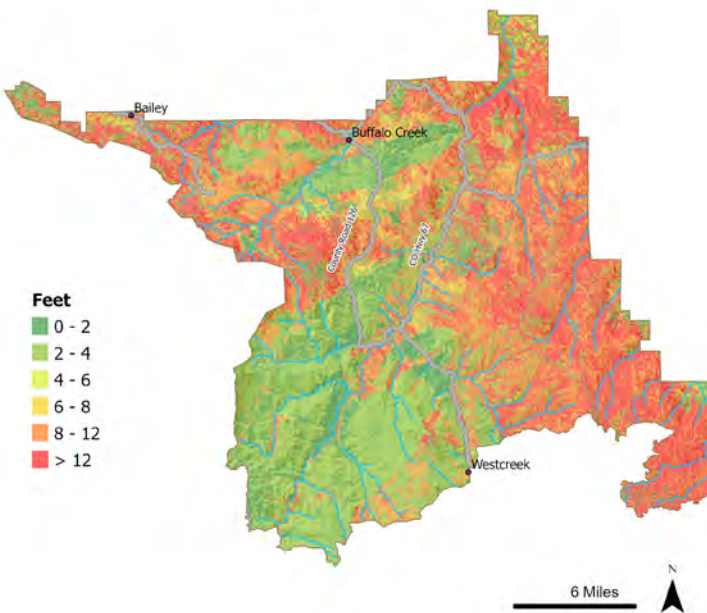 Bailey
Buffalo Creek
County Road 126
CO Hwy 67
Feet
0 - 2
2 - 4
4 - 6
6 - 8
8 - 12
> 12
Westcreek
6 Miles
N